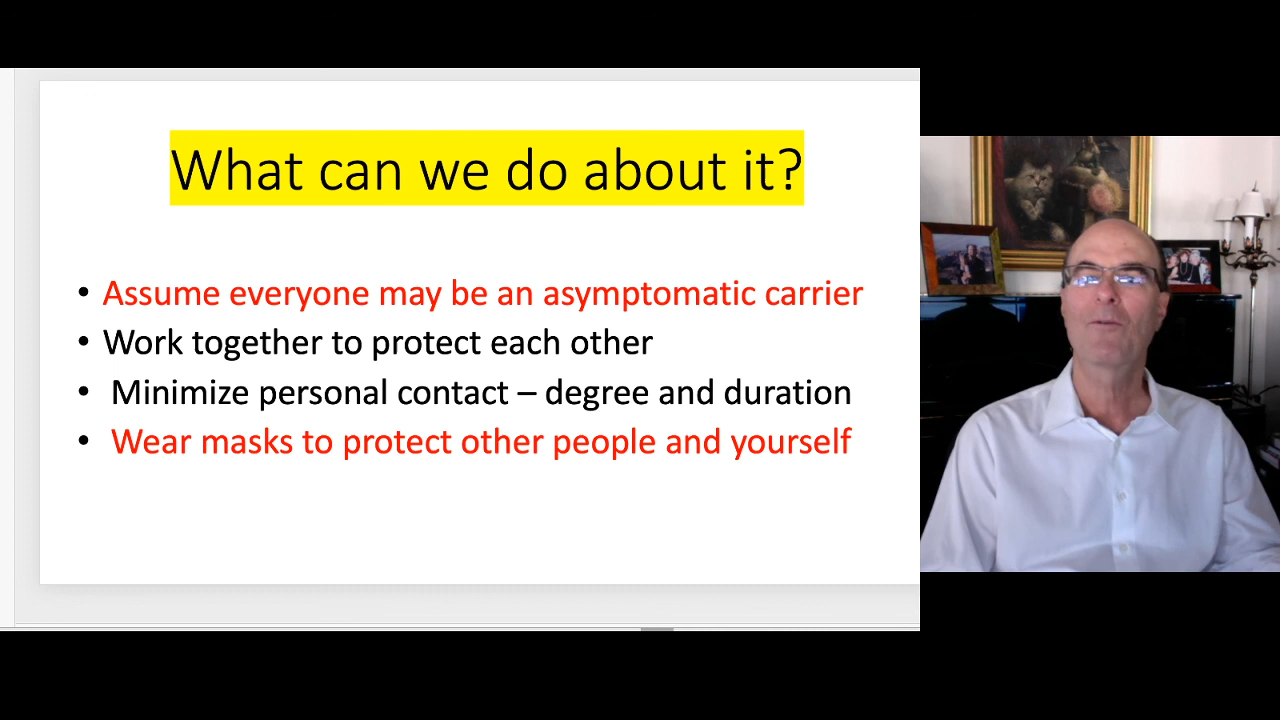 What can we do about it?
• Assume everyone may be an asymptomatic carrier
• Work together to protect each other
• Minimize personal contact – degree and duration
• Wear masks to protect other people and yourself